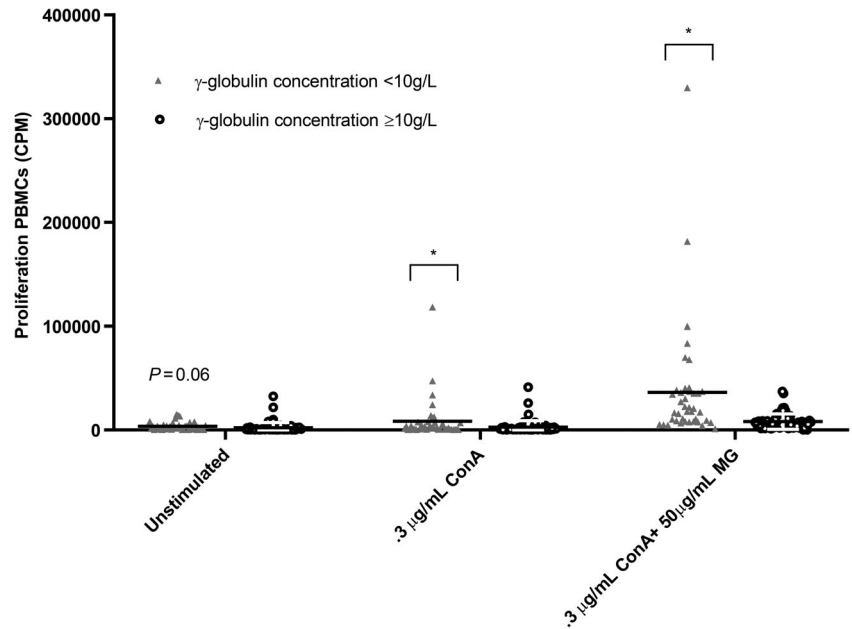 400000
300000
200000
100000
0
Proliferation PBMCs (CPM)
γ-globulin concentration <10g/L
γ-globulin concentration ≥10g/L
*
*
P=0.06
Unstimulated
.3 μg/mL ConA
.3 μg/mL ConA+ 50μg/mL MG